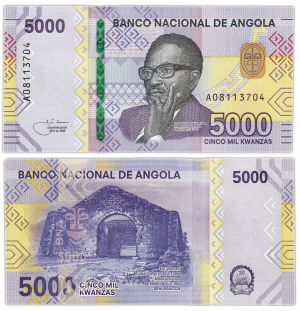 5000
BANCO NACIONAL DE ANGOLA
A08113704
A08113704
5000
CINCO MIL KWANZAS
BANCO NACIONAL DE ANGOLA
5000
5000
CINCO MIL
KWANZAS